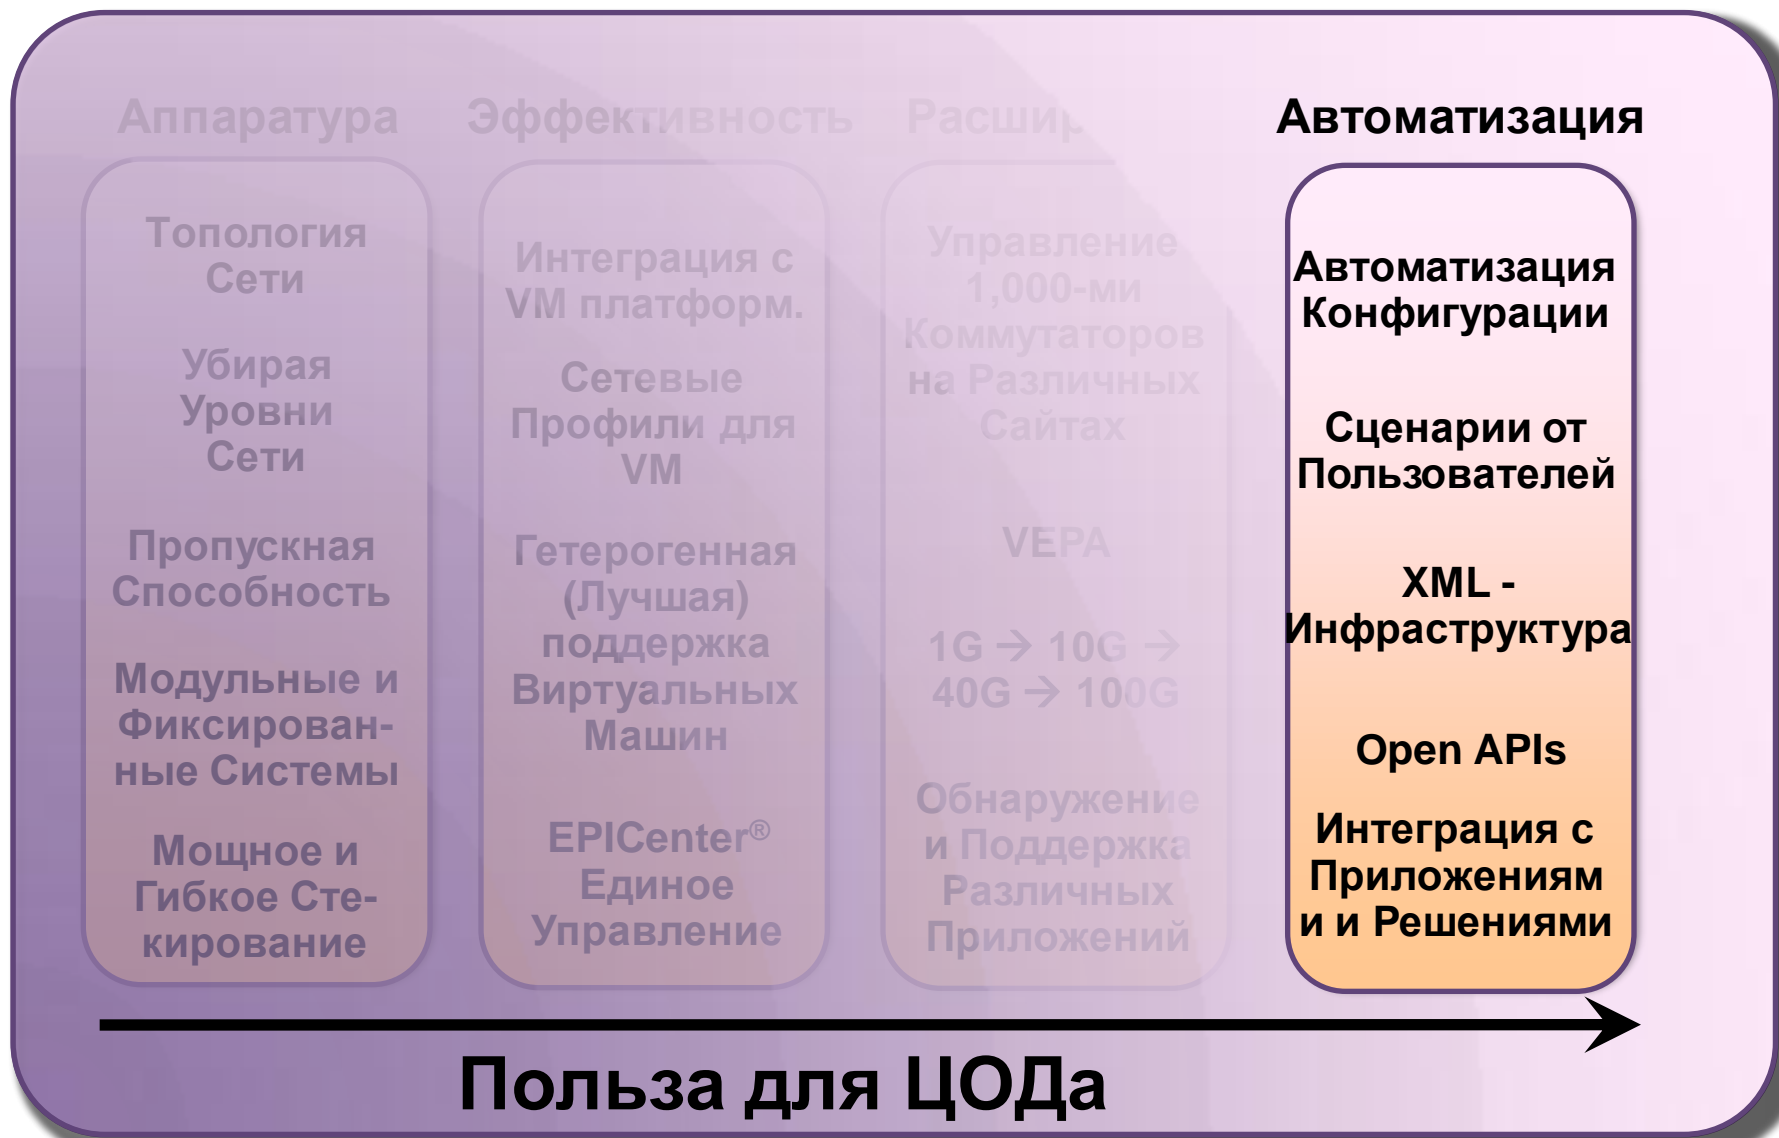 Аппаратура
Топология
Сети
Убирая
Уровни
Сети
Пропускная
Способность
Модульные и
Фиксирован-
ные Системы
Мощное и
Гибкое Сте-
кирование
Эффективность
Интеграция с
VM платформ.
Сетевые
Профили для
VM
Гетерогенная
(Лучшая)
поддержка
Виртуальных
Машин
EPICenter®
Единое
Управление
Управление
1,000-ми
Коммутаторов
на Различных
Сайтах
VEPA
1G → 10G →
40G → 100G
Обнаружение
и Поддержка
Различных
Приложений
Автоматизация
Автоматизация
Конфигурации
Сценарии от
Пользователей
XML -
Инфраструктура
Open APIs
Интеграция с
Приложениям
и и Решениями
Польза для ЦОДа